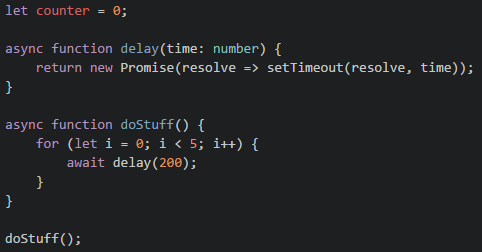 let counter = 0;

async function delay(time: number) {
    return new Promise(resolve => setTimeout(resolve, time));
}

async function doStuff() {
    for (let i = 0; i < 5; i++) {
        await delay(200);
    }
}

doStuff();